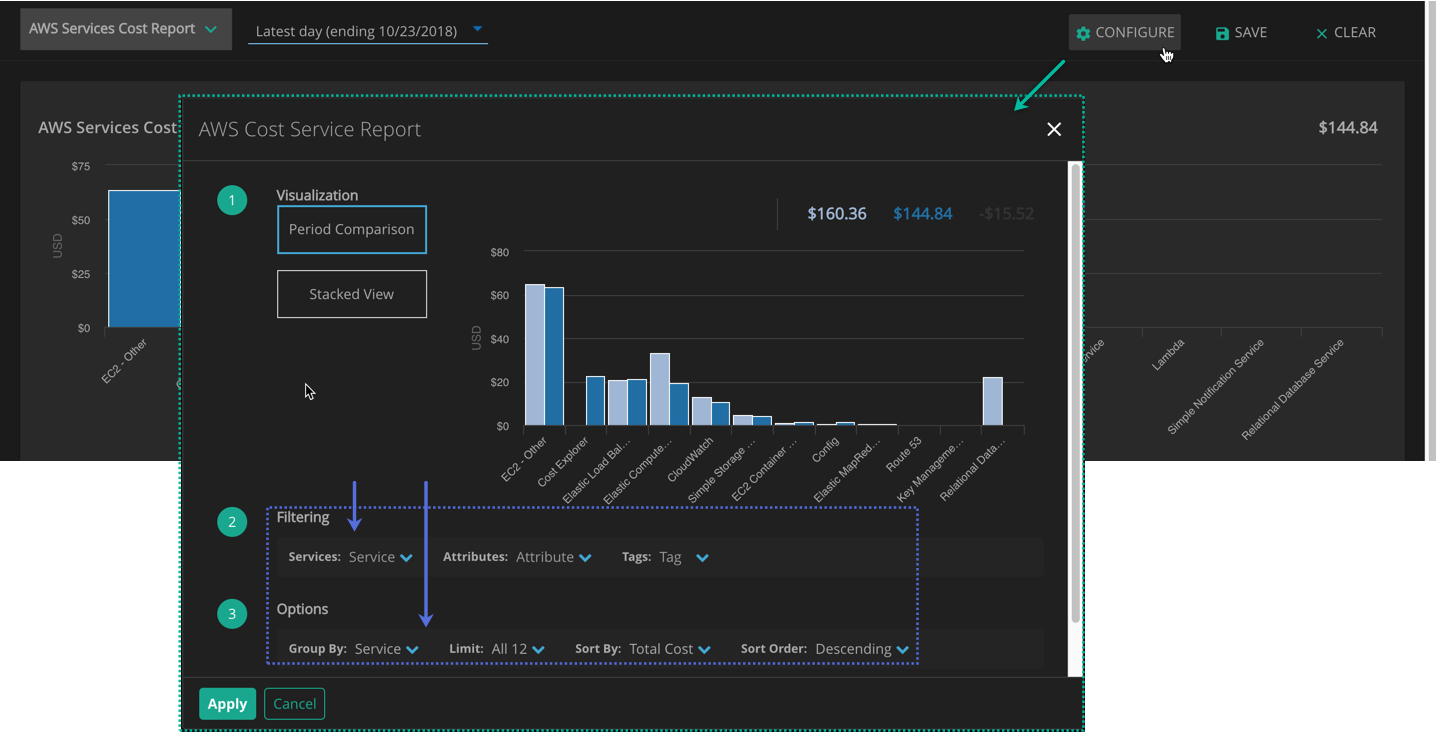 AWS Services Cost Report
Latest day (ending 10/23/2018)
CONFIGURE
SAVE
CLEAR
AWS Services Cost
$144.84
$75
$50
$25
$0
USD
EC2 - Other
AWS Cost Service Report
1
Visualization
Period Comparison
Stacked View
$160.36 $144.84 -$15.52
$80
$60
$40
$20
$0
USD
EC2 - Other
Cost Explorer
Elastic Load Bal...
Elastic Compute...
CloudWatch
Simple Storage ...
EC2 Container ...
Config
Elastic MapRed...
Route 53
Key Manageme...
Relational Data...
Lambda
Simple Notification Service
Relational Database Service
2
Filtering
Services: Service Attributes: Attribute Tags: Tag
3
Options
Group By: Service Limit: All 12 Sort By: Total Cost Sort Order: Descending
Apply
Cancel